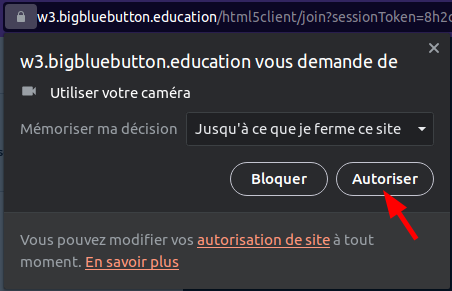 w3.bigbluebutton.education/html5client/join?sessionToken=8h2
w3.bigbluebutton.education vous demande de
Utiliser votre caméra
Mémoriser ma décision
Jusqu'à ce que je ferme ce site
Bloquer
Autoriser
Vous pouvez modifier vos autorisation de site à tout
moment. En savoir plus